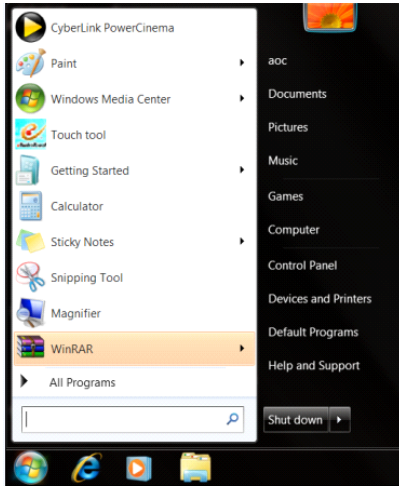 CyberLink PowerCinema
Paint
Windows Media Center
Touch tool
Getting Started
Calculator
Sticky Notes
Snipping Tool
Magnifier
WinRAR
All Programs
aoc
Documents
Pictures
Music
Games
Computer
Control Panel
Devices and Printers
Default Programs
Help and Support
Shut down